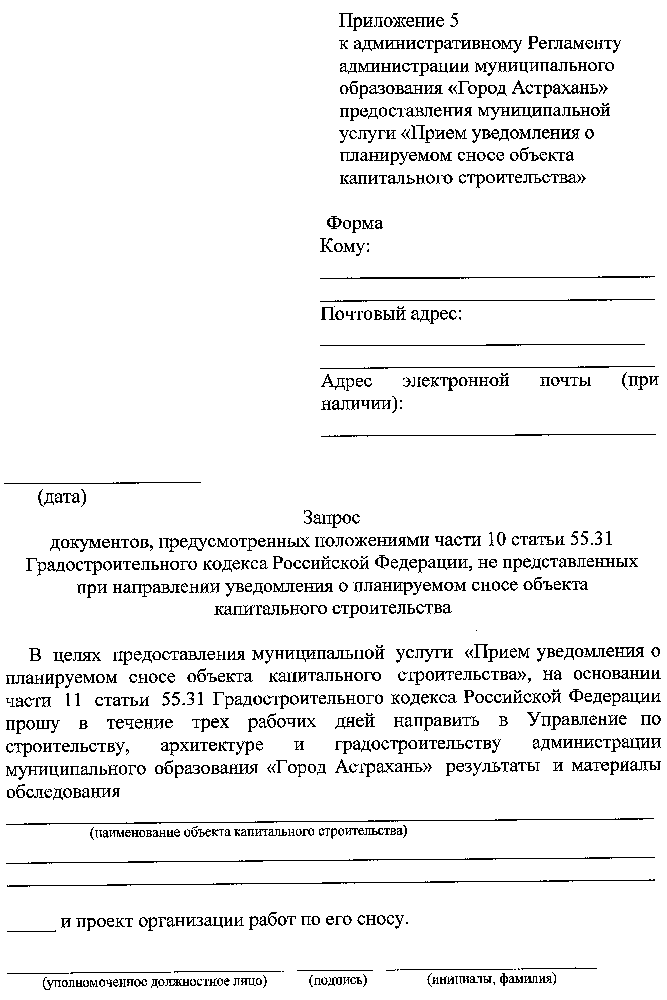 Приложение 5
к административному Регламенту
администрации муниципального
образования «Город Астрахань»
предоставления муниципальной
услуги «Прием уведомления о
планируемом сносе объекта
капитального строительства»
Форма
Кому:
Почтовый адрес:
Адрес электронной почты (при
наличии):
(дата)
Запрос
документов, предусмотренных положениями части 10 статьи 55.31
Градостроительного кодекса Российской Федерации, не представленных
при направлении уведомления о планируемом сносе объекта
капитального строительства
В целях предоставления муниципальной услуги «Прием уведомления о
планируемом сносе объекта капитального строительства», на основании
части 11 статьи 55.31 Градостроительного кодекса Российской Федерации
прошу в течение трех рабочих дней направить в Управление по
строительству, архитектуре и градостроительству администрации
муниципального образования «Город Астрахань» результаты и материалы
обследования
(наименование объекта капитального строительства)
_____ и проект организации работ по его сносу.
(уполномоченное должностное лицо) (подпись) (инициалы, фамилия)